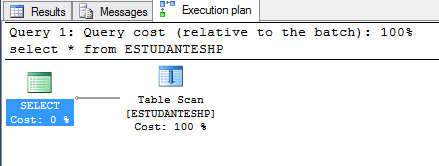 Results Messages Execution plan
Query 1: Query cost (relative to the batch): 100%
select * from ESTUDANTESHP
SELECT
Cost: 0 %
Table Scan
[ESTUDANTESHP]
Cost: 100 %